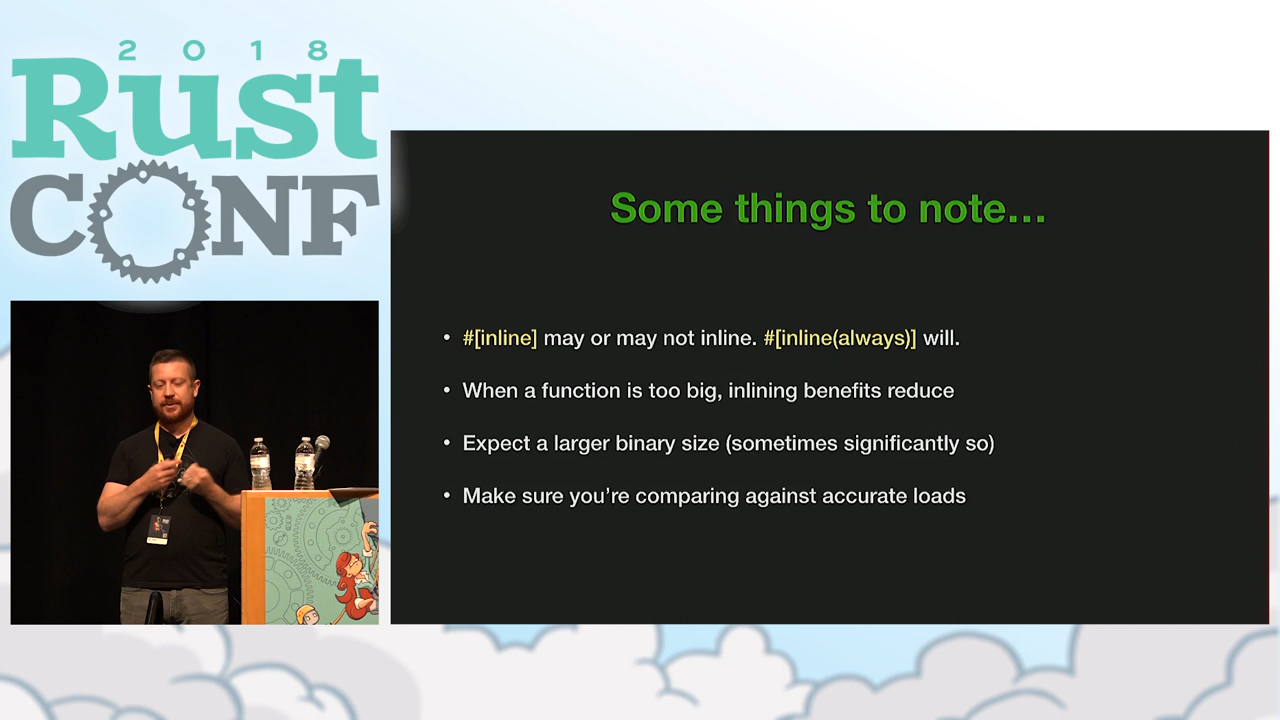 2018
Rust
CONF
Some things to note…
• #[inline] may or may not inline. #[inline(always)] will.
• When a function is too big, inlining benefits reduce
• Expect a larger binary size (sometimes significantly so)
• Make sure you're comparing against accurate loads